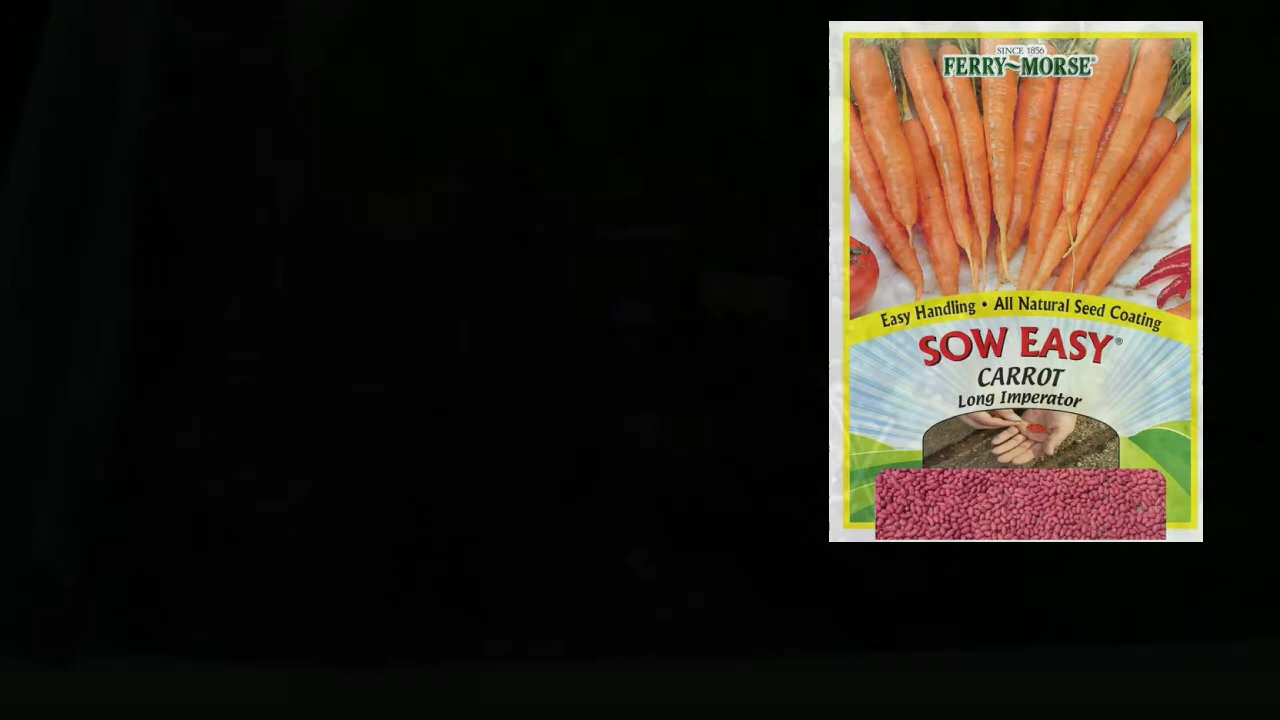 SINCE 1856
FERRY~MORSE®
Easy Handling • All Natural Seed Coating
SOW EASY®
CARROT
Long Imperator